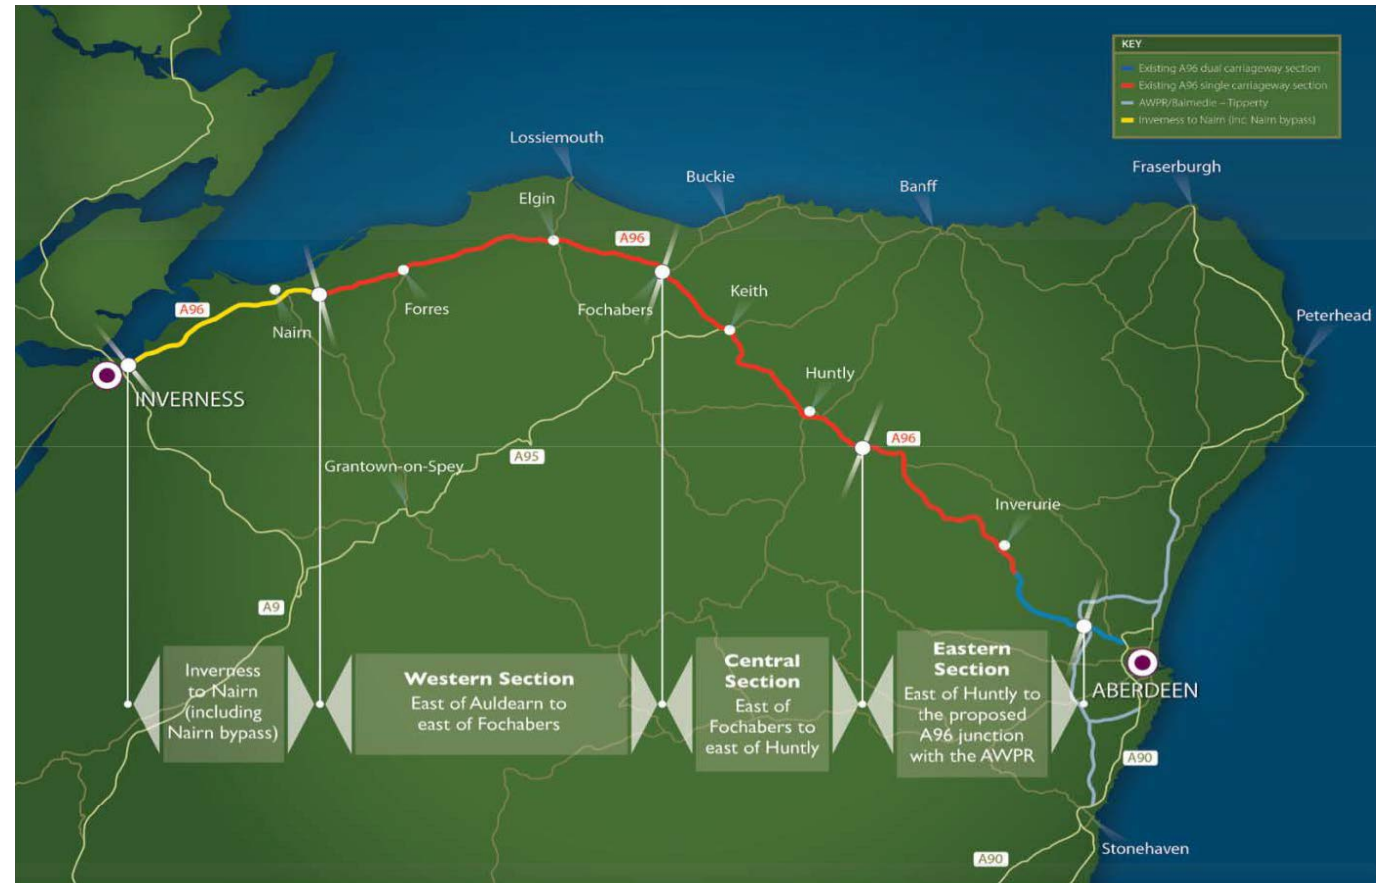 KEY
Existing A96 dual carriageway section
Existing A96 single carriageway section
AWPR/Balmedie – Tipperty
Inverness to Nairn (Inc. Nairn bypass)
Lossiemouth
Fraserburgh
Buckie
Banff
Elgin
A96
Keith
A96
Forres
Fochabers
Peterhead
Nairn
Huntly
INVERNESS
A96
A95
Grantown-on-Spey
Inverurie
A9
Inverness
to Nairn
(including
Nairn bypass)
Western Section
East of Auldearn to
east of Fochabers
Central
Section
East of
Fochabers to
east of Huntly
Eastern
Section
East of Huntly to
the proposed
A96 junction
with the AWPR
ABERDEEN
A90
Stonehaven
A90